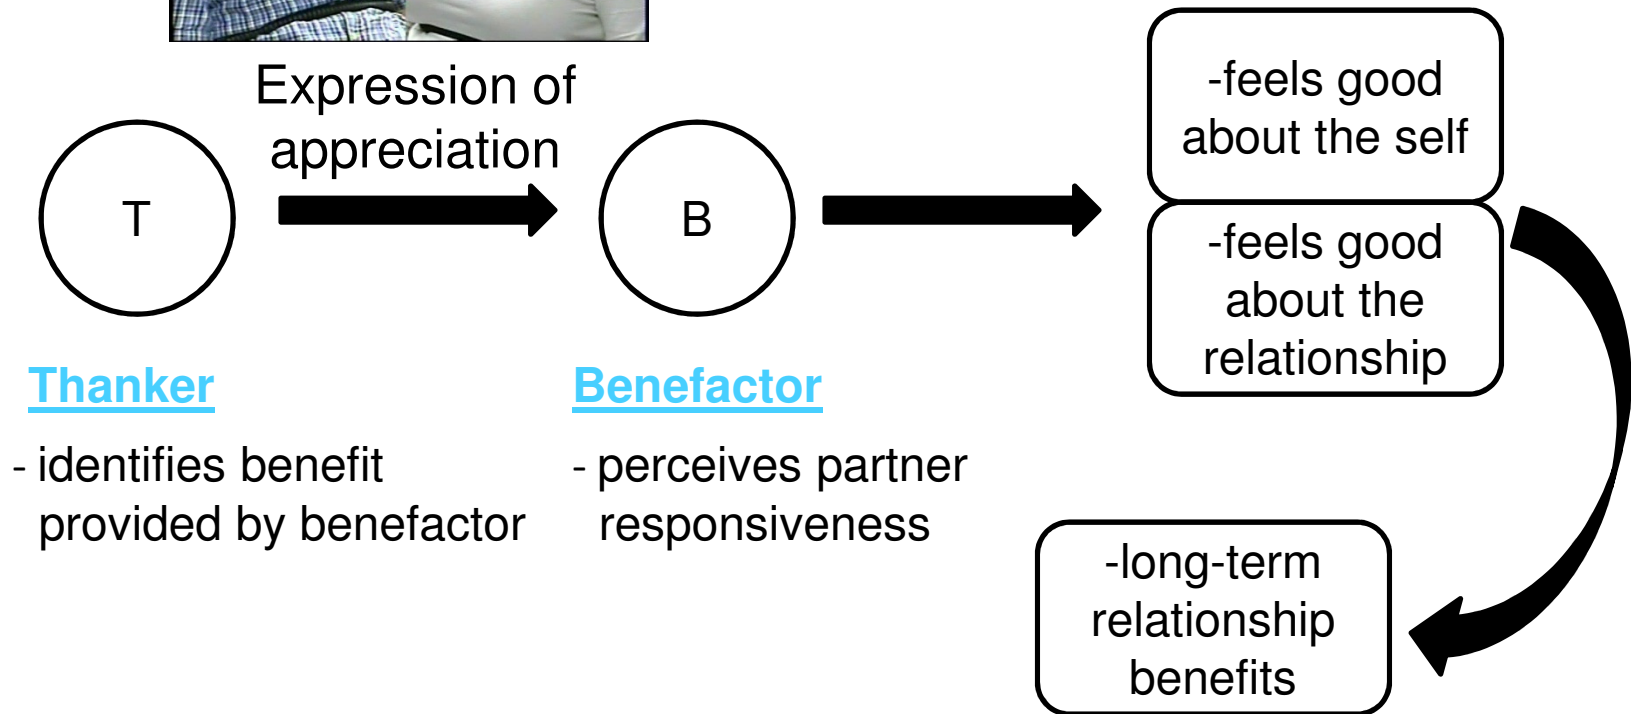 Expression of
appreciation
T
B
-feels good
about the self
-feels good
about the
relationship
Thanker
- identifies benefit
provided by benefactor
Benefactor
- perceives partner
responsiveness
-long-term
relationship
benefits